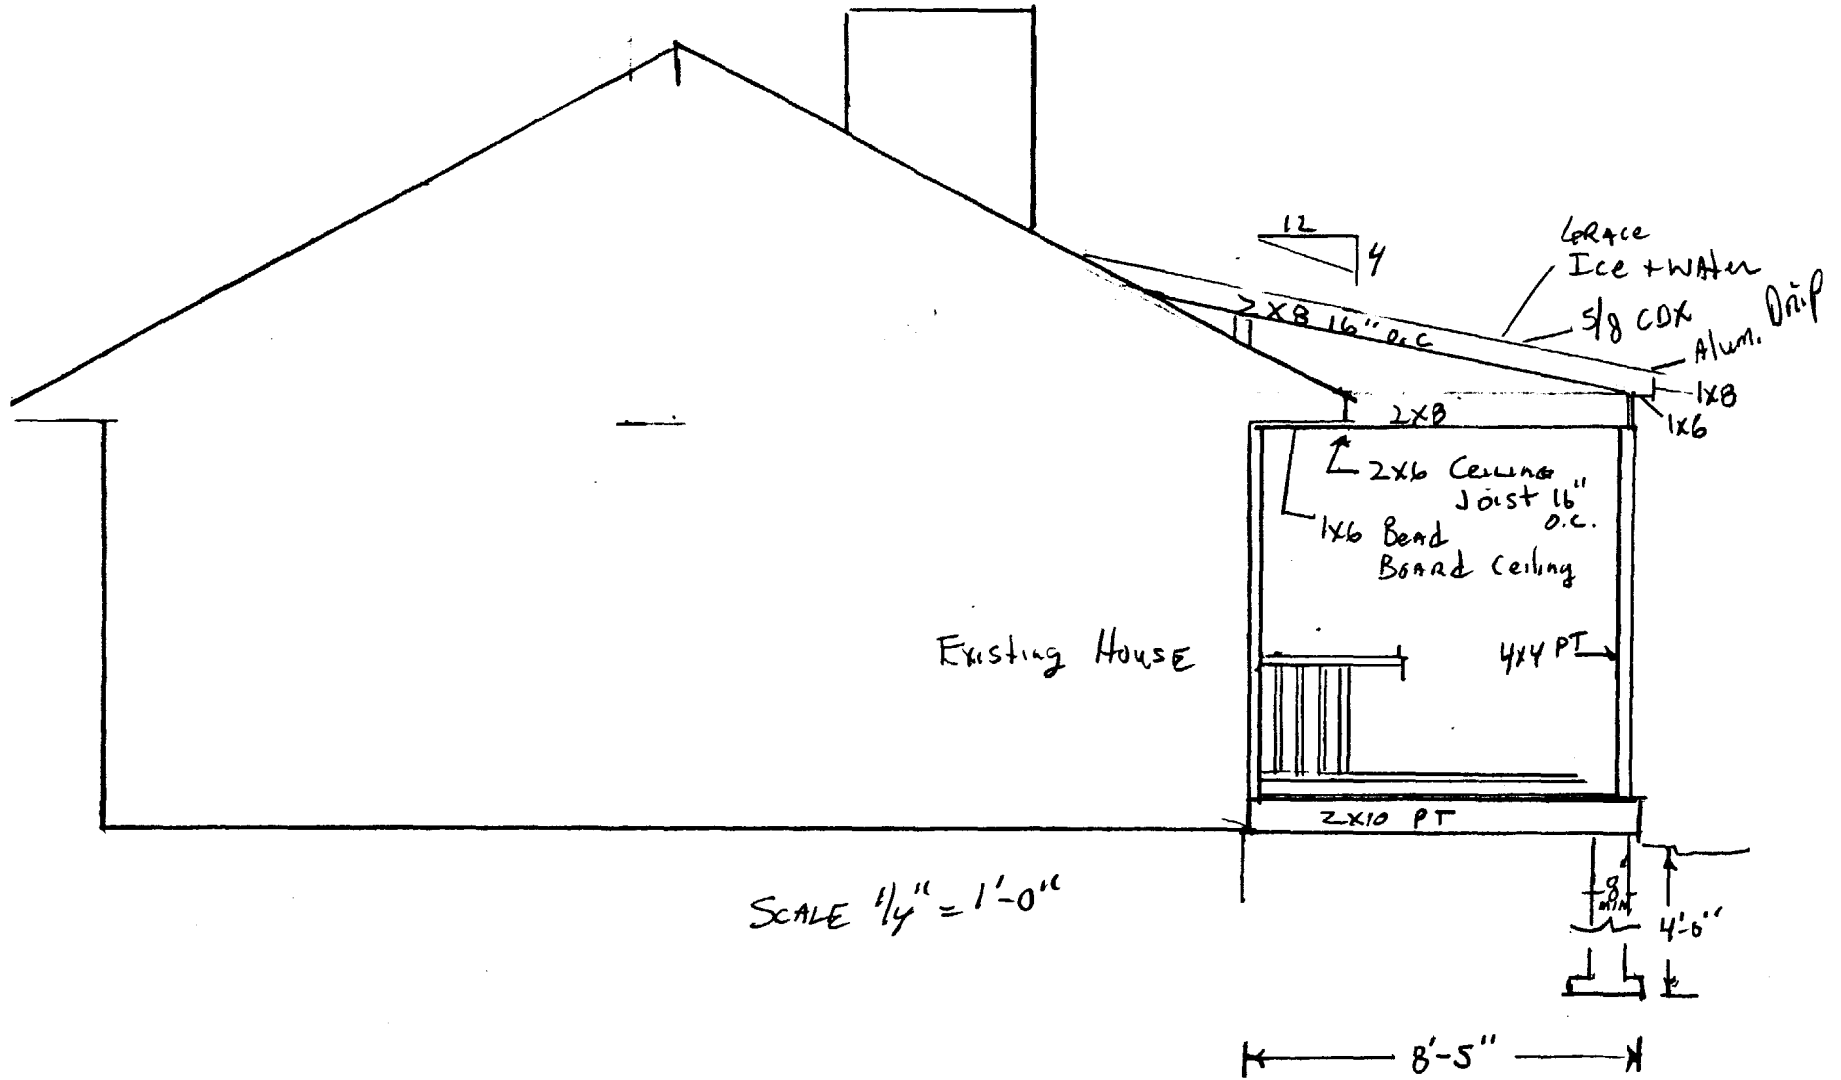 12
4
GRACE
Ice + WAter
5/8 CDX
Alum. Drip
2X8 16" o.c
1X8
1X6
2X8
2X6 Ceiling
Joist 16"
O.C.
1X6 Bead
BOARd Ceiling
Existing HOUSE
4X4 PT
2X10 PT
SCALE 1/4" = 1'-0"
8"
MIN
4'-0"
8'-5"